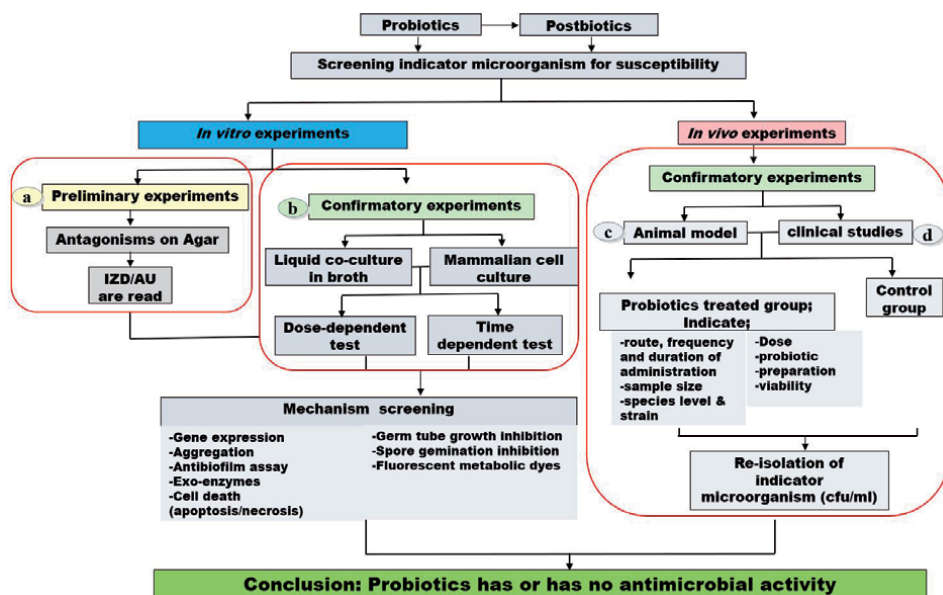 Probiotics
Postbiotics
Screening indicator microorganism for susceptibility
In vitro experiments
In vivo experiments
a
Preliminary experiments
Antagonisms on Agar
IZD/AU
are read
b
Confirmatory experiments
Liquid co-culture
in broth
Mammalian cell
culture
Dose-dependent
test
Time
dependent test
Mechanism screening
-Gene expression
-Aggregation
-Antibiofilm assay
-Exo-enzymes
-Cell death
(apoptosis/necrosis)
-Germ tube growth inhibition
-Spore gemination inhibition
-Fluorescent metabolic dyes
Confirmatory experiments
c
Animal model
clinical studies
d
Probiotics treated group;
Indicate;
-route, frequency
and duration of
administration
-sample size
-species level &
strain
-Dose
-probiotic
-preparation
-viability
Control
group
Re-isolation of
indicator
microorganism (cfu/ml)
Conclusion: Probiotics has or has no antimicrobial activity